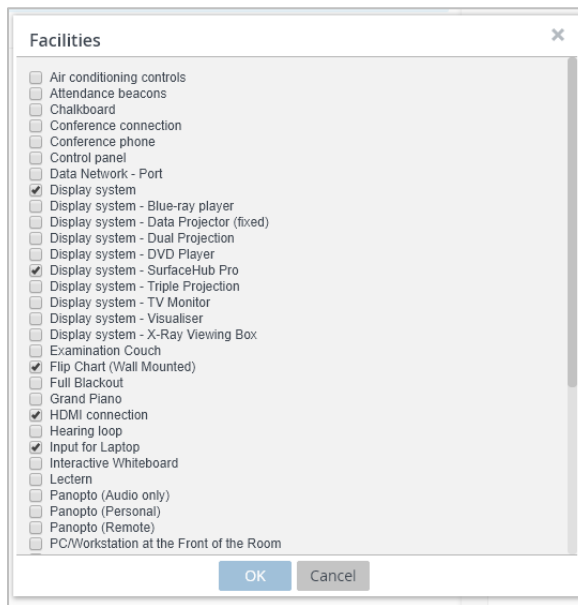 Facilities
Air conditioning controls
Attendance beacons
Chalkboard
Conference connection
Conference phone
Control panel
Data Network - Port
Display system
Display system - Blue-ray player
Display system - Data Projector (fixed)
Display system - Dual Projection
Display system - DVD Player
Display system - SurfaceHub Pro
Display system - Triple Projection
Display system - TV Monitor
Display system - Visualiser
Display system - X-Ray Viewing Box
Examination Couch
Flip Chart (Wall Mounted)
Full Blackout
Grand Piano
HDMI connection
Hearing loop
Input for Laptop
Interactive Whiteboard
Lectern
Panopto (Audio only)
Panopto (Personal)
Panopto (Remote)
PC/Workstation at the Front of the Room
OK Cancel